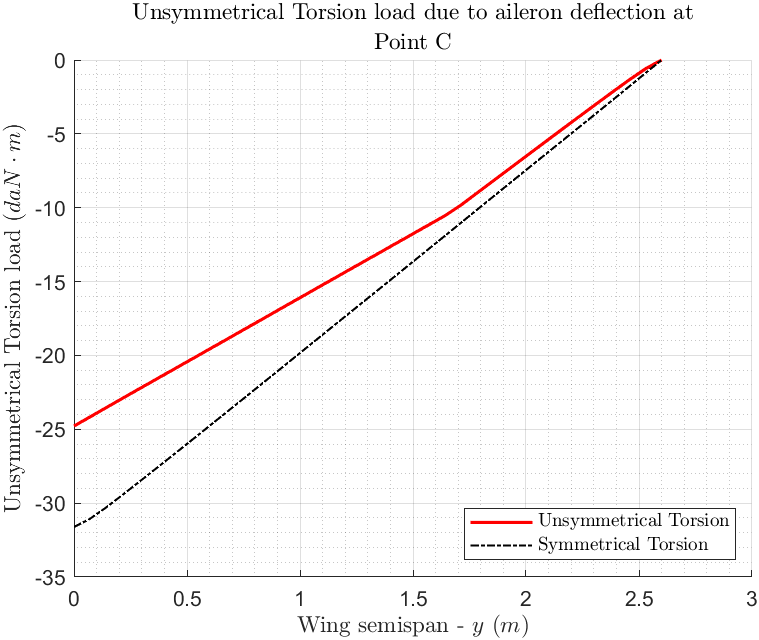 Unsymmetrical Torsion load due to aileron deflection at
Point C
Unsymmetrical Torsion load (daN · m)
0
-5
-10
-15
-20
-25
-30
-35
0
0.5
1
1.5
2
2.5
3
Wing semispan - y (m)
Unsymmetrical Torsion
Symmetrical Torsion